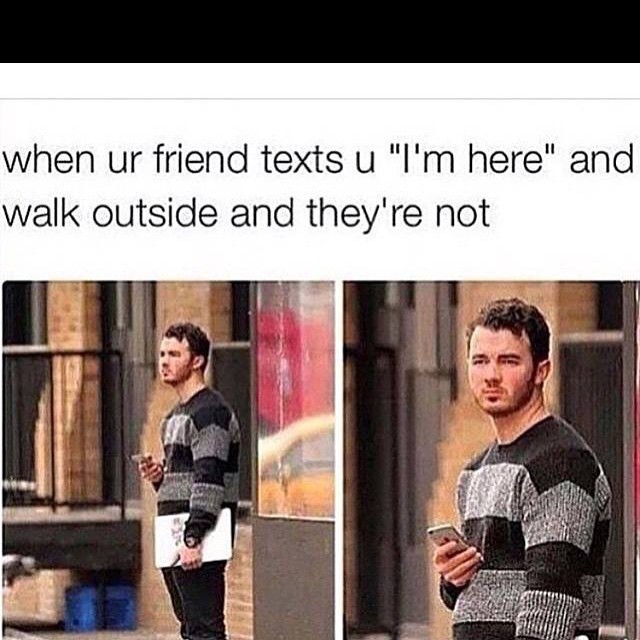 when ur friend texts u "I'm here" and
walk outside and they're not